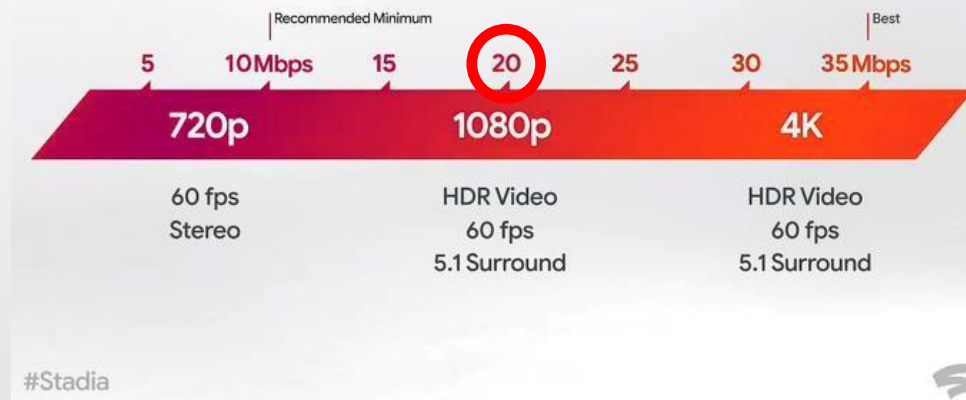 Recommended Minimum
Best
5 10Mbps 15 20 25 30 35Mbps
720p 1080p 4K
60 fps
Stereo
HDR Video
60 fps
5.1 Surround
HDR Video
60 fps
5.1 Surround
#Stadia